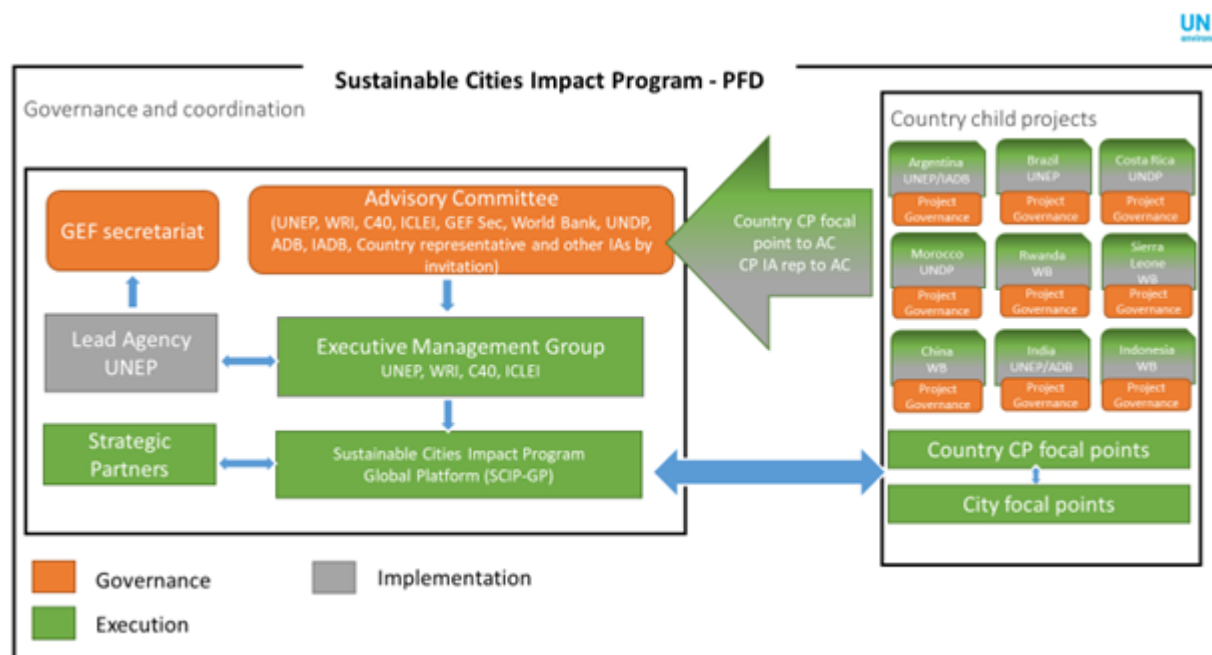 UN
environ
Sustainable Cities Impact Program - PFD
Governance and coordination
GEF secretariat
Advisory Committee
(UNEP, WRI, C40, ICLEI, GEF Sec, World Bank, UNDP,
ADB, IADB, Country representative and other IAs by
invitation)
Lead Agency
UNEP
Executive Management Group
UNEP, WRI, C40, ICLEI
Strategic
Partners
Sustainable Cities Impact Program
Global Platform (SCIP-GP)
Country CP focal
point to AC
CP IA rep to AC
Country child projects
Argentina
UNEP/IADB
Project
Governance
Brazil
UNEP
Project
Governance
Costa Rica
UNDP
Project
Governance
Morocco
UNDP
Project
Governance
Rwanda
WB
Project
Governance
Sierra
Leone
WB
Project
Governance
China
WB
Project
Governance
India
UNEP/ADB
Project
Governance
Indonesia
WB
Project
Governance
Country CP focal points
City focal points
Governance
Implementation
Execution